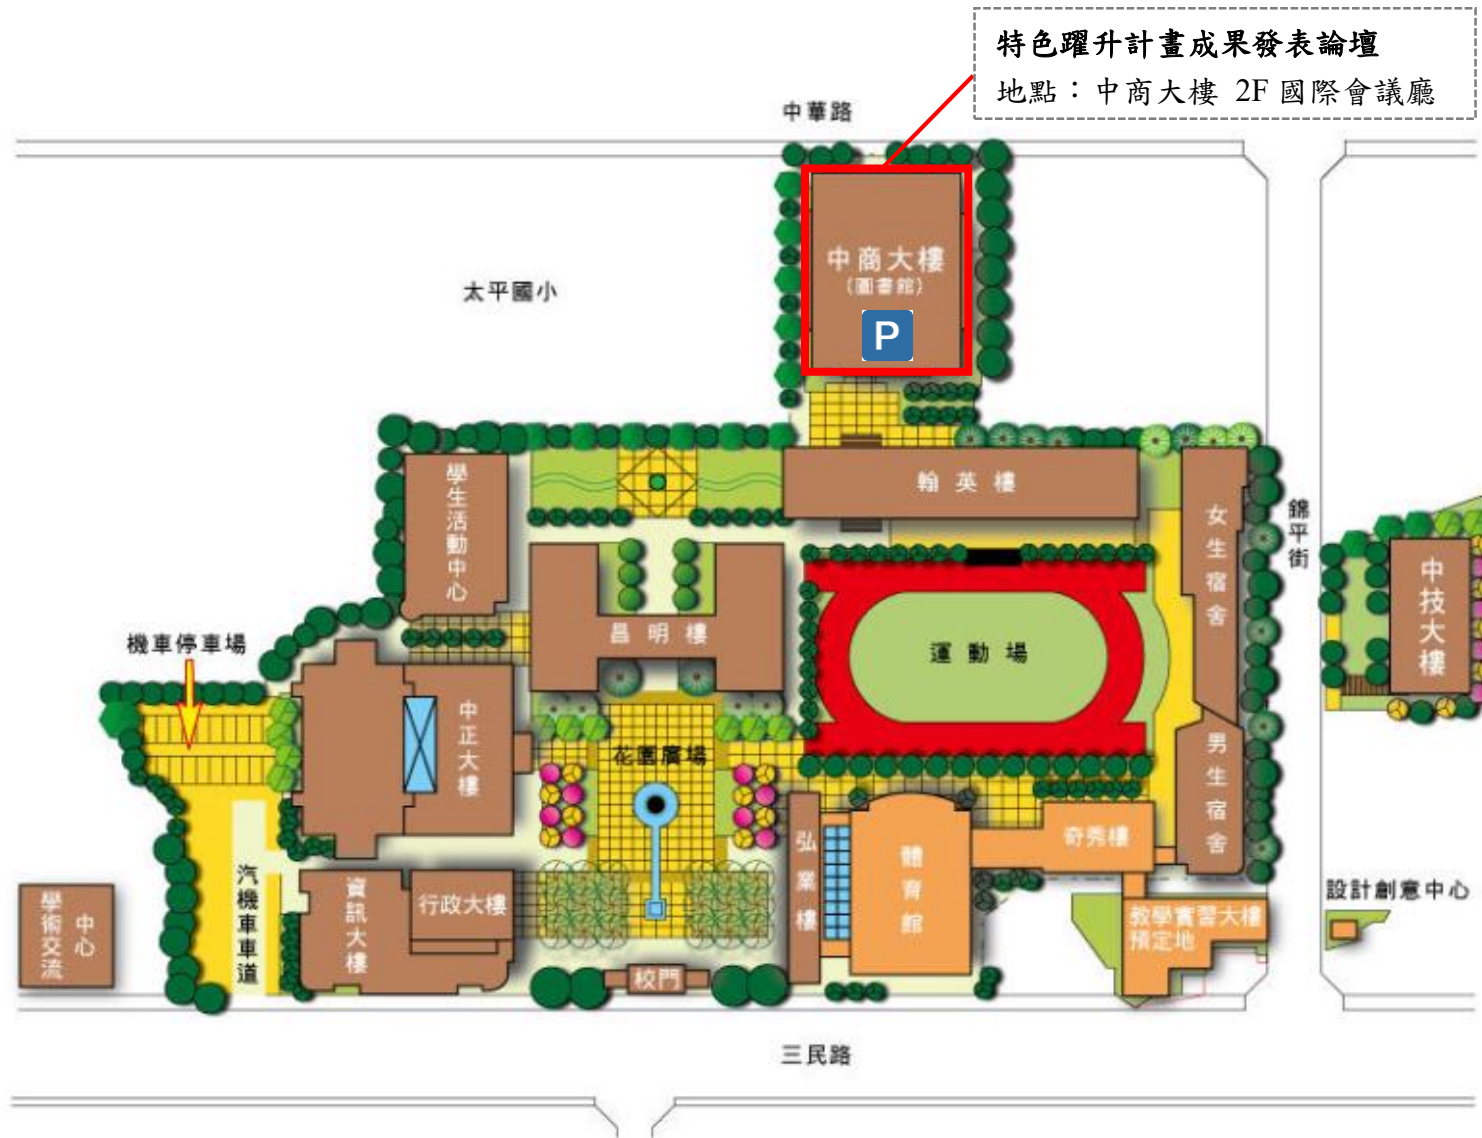 特色躍升計畫成果發表論壇
地點：中商大樓 2F 國際會議廳
中華路
中商大樓
(圖書館)
P
太平國小
翰英樓
學生活動中心
女生宿舍
錦平街
中技大樓
昌明樓
運動場
機車停車場
中正大樓
花園廣場
男生宿舍
弘業樓
體育館
奇秀樓
汽機車車道
資訊大樓
行政大樓
設計創意中心
學術交流
中心
教學實習大樓
預定地
校門
三民路